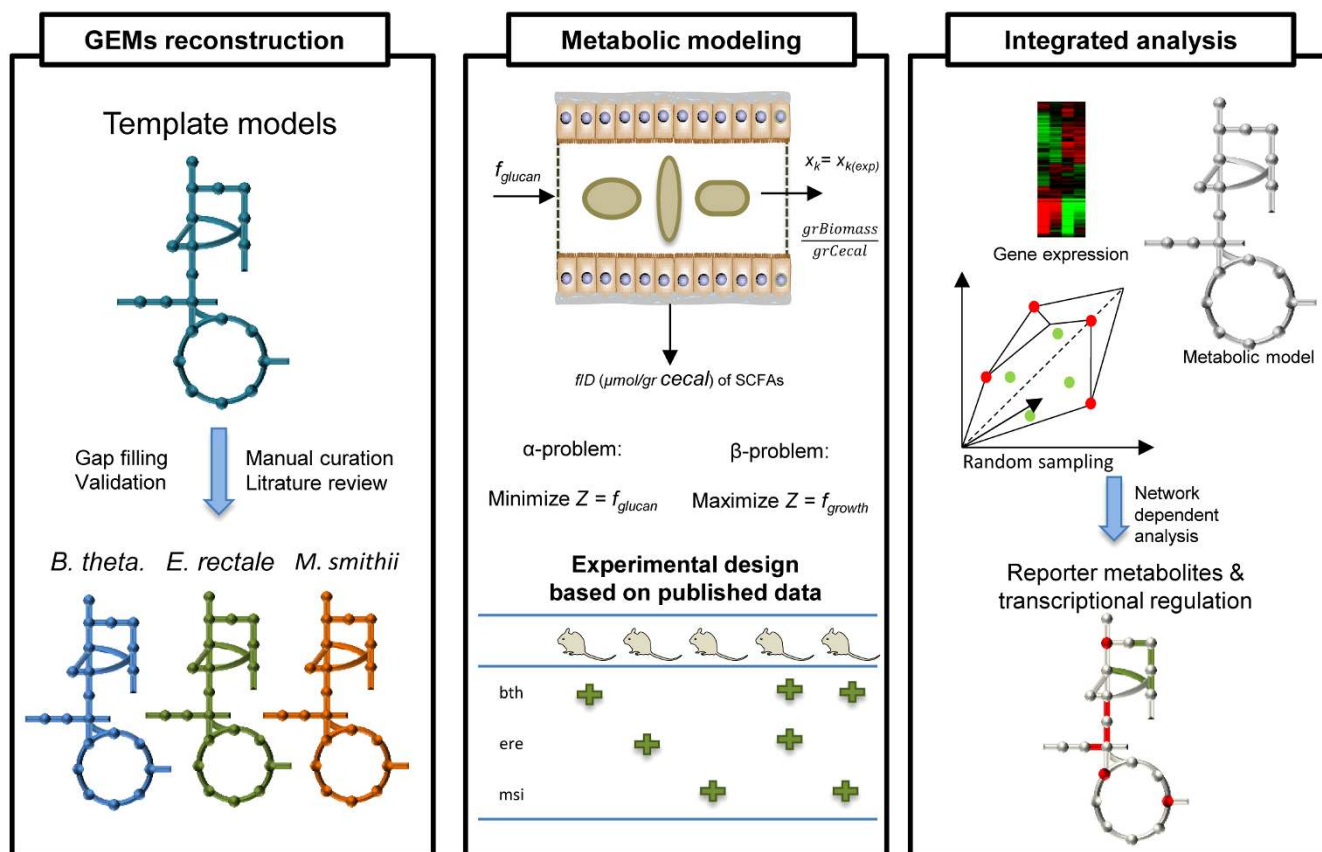 GEMs reconstruction
Template models
Gap filling
Validation
Manual curation
Litrature review
B. theta.
E. rectale
M. smithii
Metabolic modeling
f_glucan
x_k = x_k(exp)
grBiomass
grCecal
f/D (μmol/gr cecal) of SCFAs
α-problem:
β-problem:
Minimize Z = f_glucan
Maximize Z = f_growth
Experimental design
based on published data
bth
ere
msi
Integrated analysis
Gene expression
Metabolic model
Random sampling
Network
dependent
analysis
Reporter metabolites &
transcriptional regulation